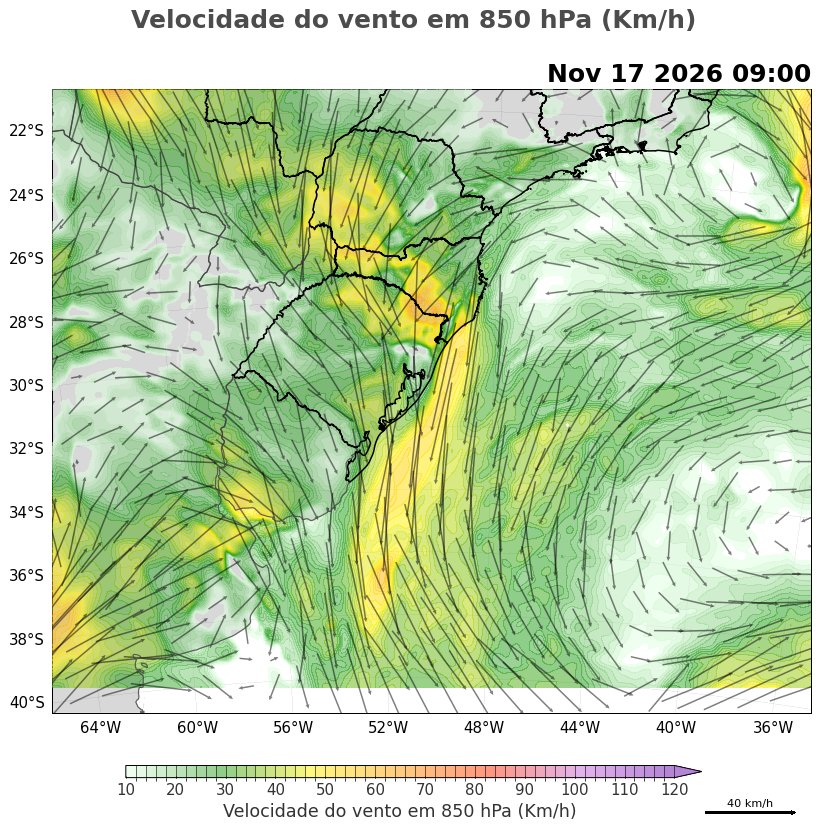 Velocidade do vento em 850 hPa (Km/h)
Nov 17 2026 09:00
22°S
24°S
26°S
28°S
30°S
32°S
34°S
36°S
38°S
40°S
64°W 60°W 56°W 52°W 48°W 44°W 40°W 36°W
10 20 30 40 50 60 70 80 90 100 110 120
Velocidade do vento em 850 hPa (Km/h)
40 km/h